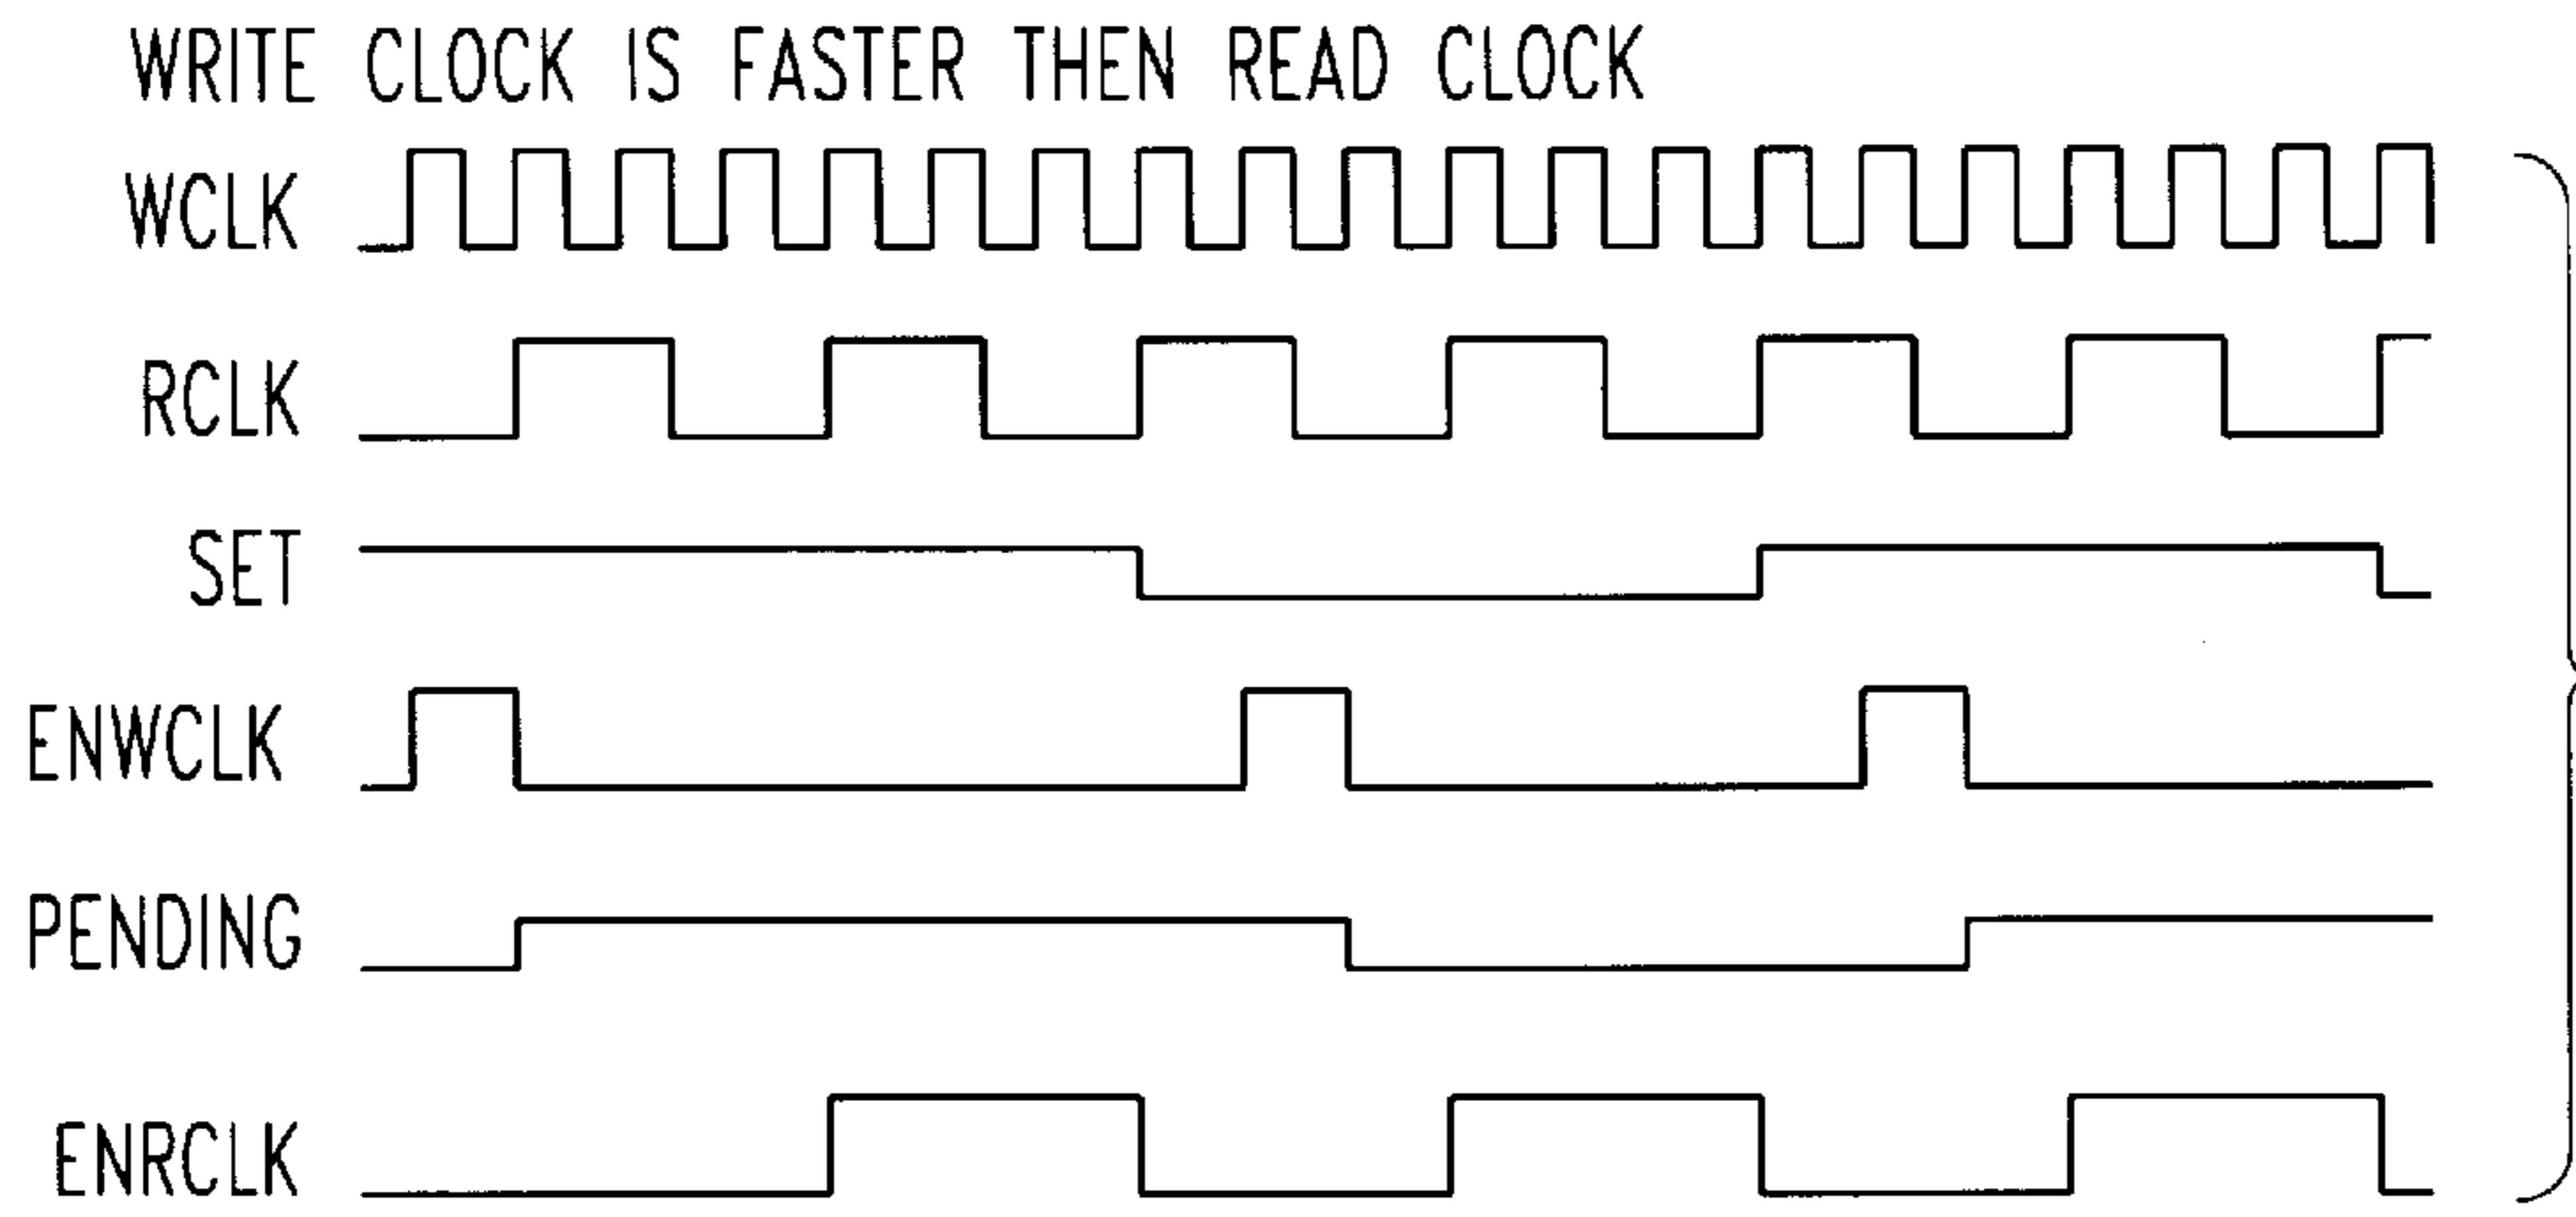 WRITE CLOCK IS FASTER THEN READ CLOCK
WCLK
RCLK
SET
ENWCLK
PENDING
ENRCLK